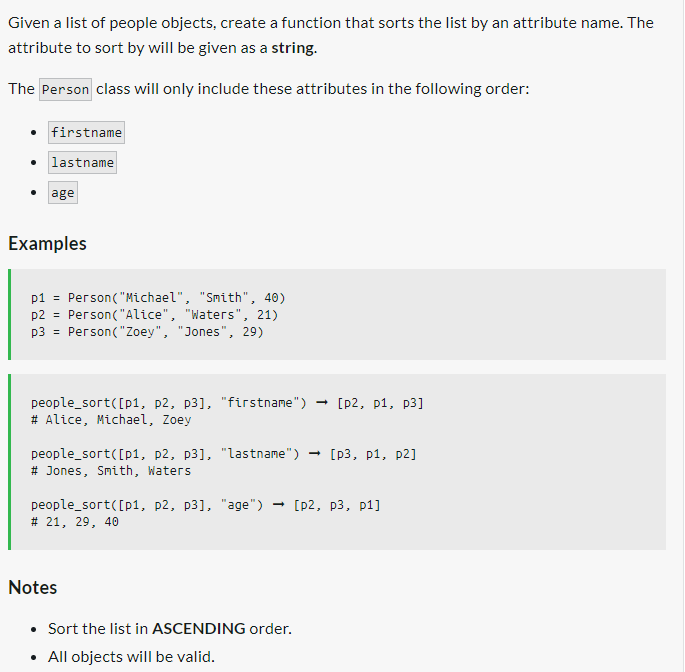 Given a list of people objects, create a function that sorts the list by an attribute name. The
attribute to sort by will be given as a string.
The Person class will only include these attributes in the following order:
• firstname
• lastname
• age
Examples
p1 = Person("Michael", "Smith", 40)
p2 = Person("Alice", "Waters", 21)
p3 = Person("Zoey", "Jones", 29)
people_sort([p1, p2, p3], "firstname") ➞ [p2, p1, p3]
# Alice, Michael, Zoey
people_sort([p1, p2, p3], "lastname") ➞ [p3, p1, p2]
# Jones, Smith, Waters
people_sort([p1, p2, p3], "age") ➞ [p2, p3, p1]
# 21, 29, 40
Notes
• Sort the list in ASCENDING order.
• All objects will be valid.